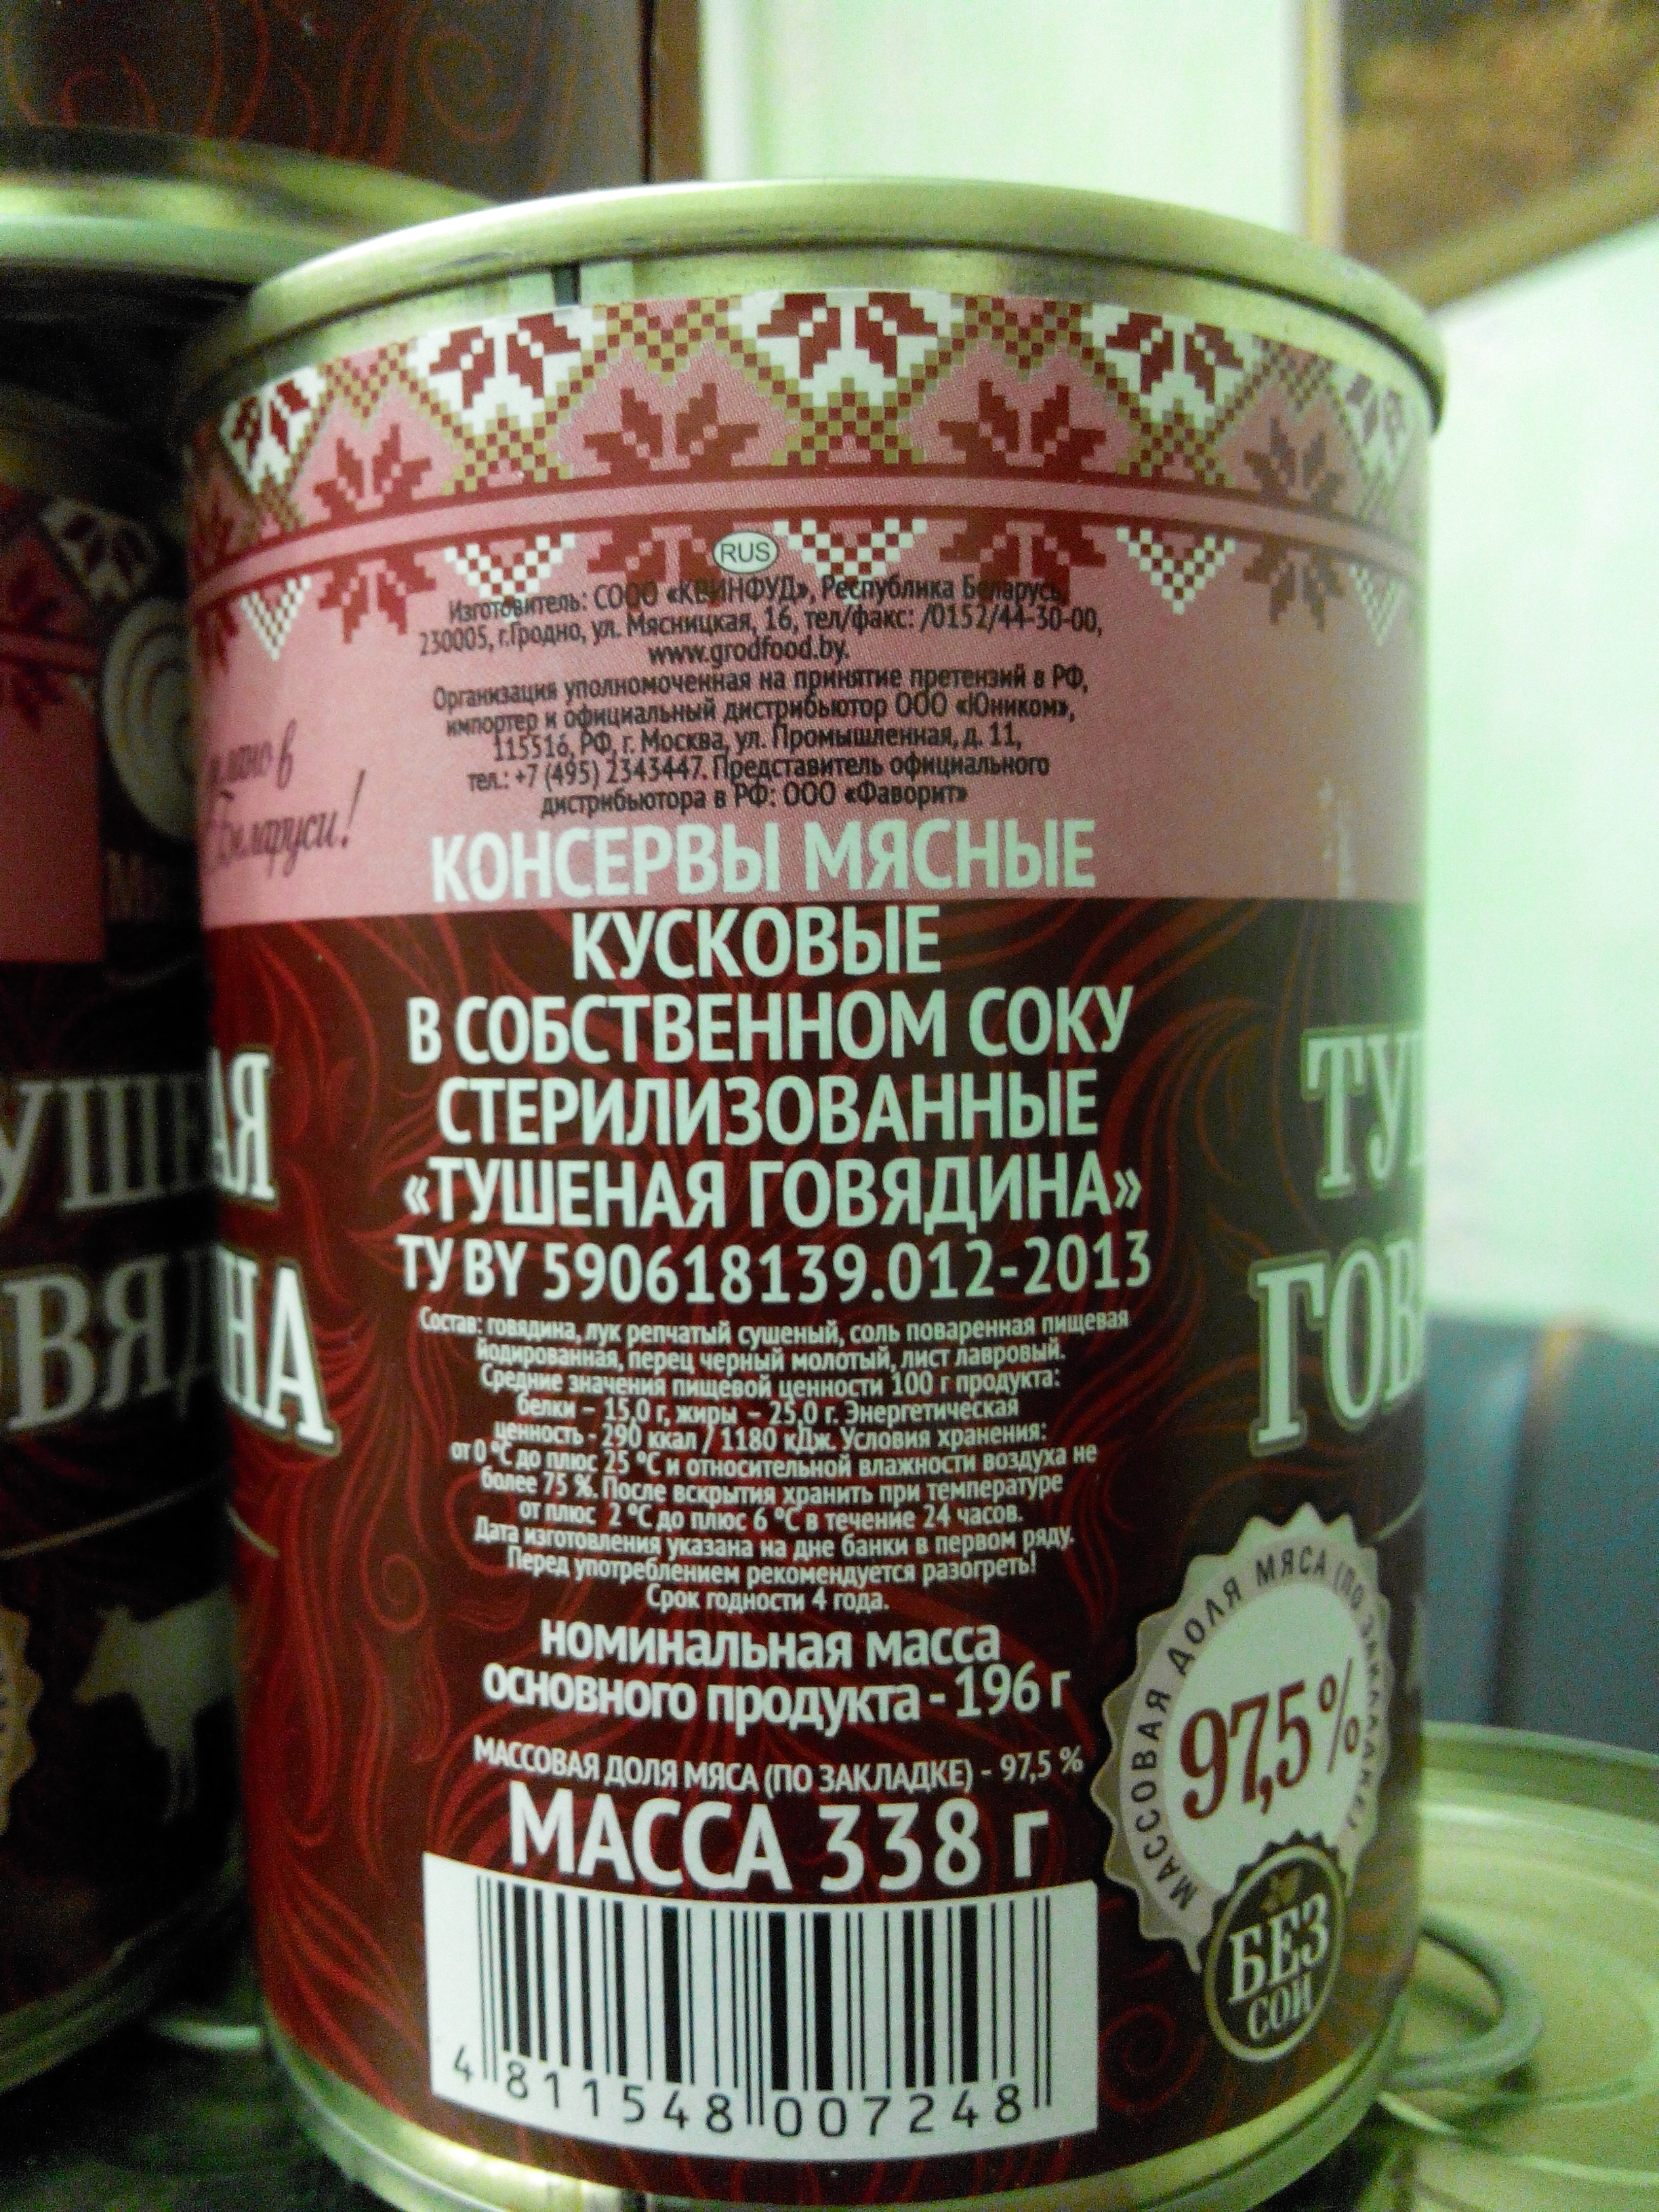 RUS
Изготовитель: СООО «КВИНФУД», Республика Беларусь,
230005, г.Гродно, ул. Мясницкая, 16, тел/факс: /0152/44-30-00,
www.grodfood.by.
Организация уполномоченная на принятие претензий в РФ,
импортер и официальный дистрибьютор ООО «Юником»,
115516, РФ, г. Москва, ул. Промышленная, д. 11,
тел.: +7 (495) 2343447. Представитель официального
дистрибьютора в РФ: ООО «Фаворит»
КОНСЕРВЫ МЯСНЫЕ
КУСКОВЫЕ
В СОБСТВЕННОМ СОКУ
СТЕРИЛИЗОВАННЫЕ
«ТУШЕНАЯ ГОВЯДИНА»
ТУ BY 590618139.012-2013
Состав: говядина, лук репчатый сушеный, соль поваренная пищевая
йодированная, перец черный молотый, лист лавровый.
Средние значения пищевой ценности 100 г продукта:
белки – 15,0 г, жиры – 25,0 г. Энергетическая
ценность - 290 ккал / 1180 кДж. Условия хранения:
от 0 °С до плюс 25 °С и относительной влажности воздуха не
более 75 %. После вскрытия хранить при температуре
от плюс 2 °С до плюс 6 °С в течение 24 часов.
Дата изготовления указана на дне банки в первом ряду.
Перед употреблением рекомендуется разогреть!
Срок годности 4 года.
номинальная масса
основного продукта - 196 г
МАССОВАЯ ДОЛЯ МЯСА (ПО ЗАКЛАДКЕ) - 97,5 %
МАССА 338 г
4 811548 007248
МАССОВАЯ ДОЛЯ МЯСА (ПО ЗАКЛАДКЕ)
97,5%
БЕЗ
СОИ
в
Беларуси!
АЯ
НА
ТУ
ГОВ
УШЕ
ВЯД